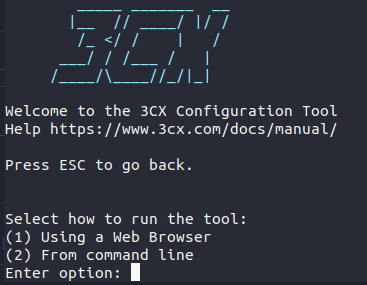 3CX
Welcome to the 3CX Configuration Tool
Help https://www.3cx.com/docs/manual/
Press ESC to go back.
Select how to run the tool:
(1) Using a Web Browser
(2) From command line
Enter option: